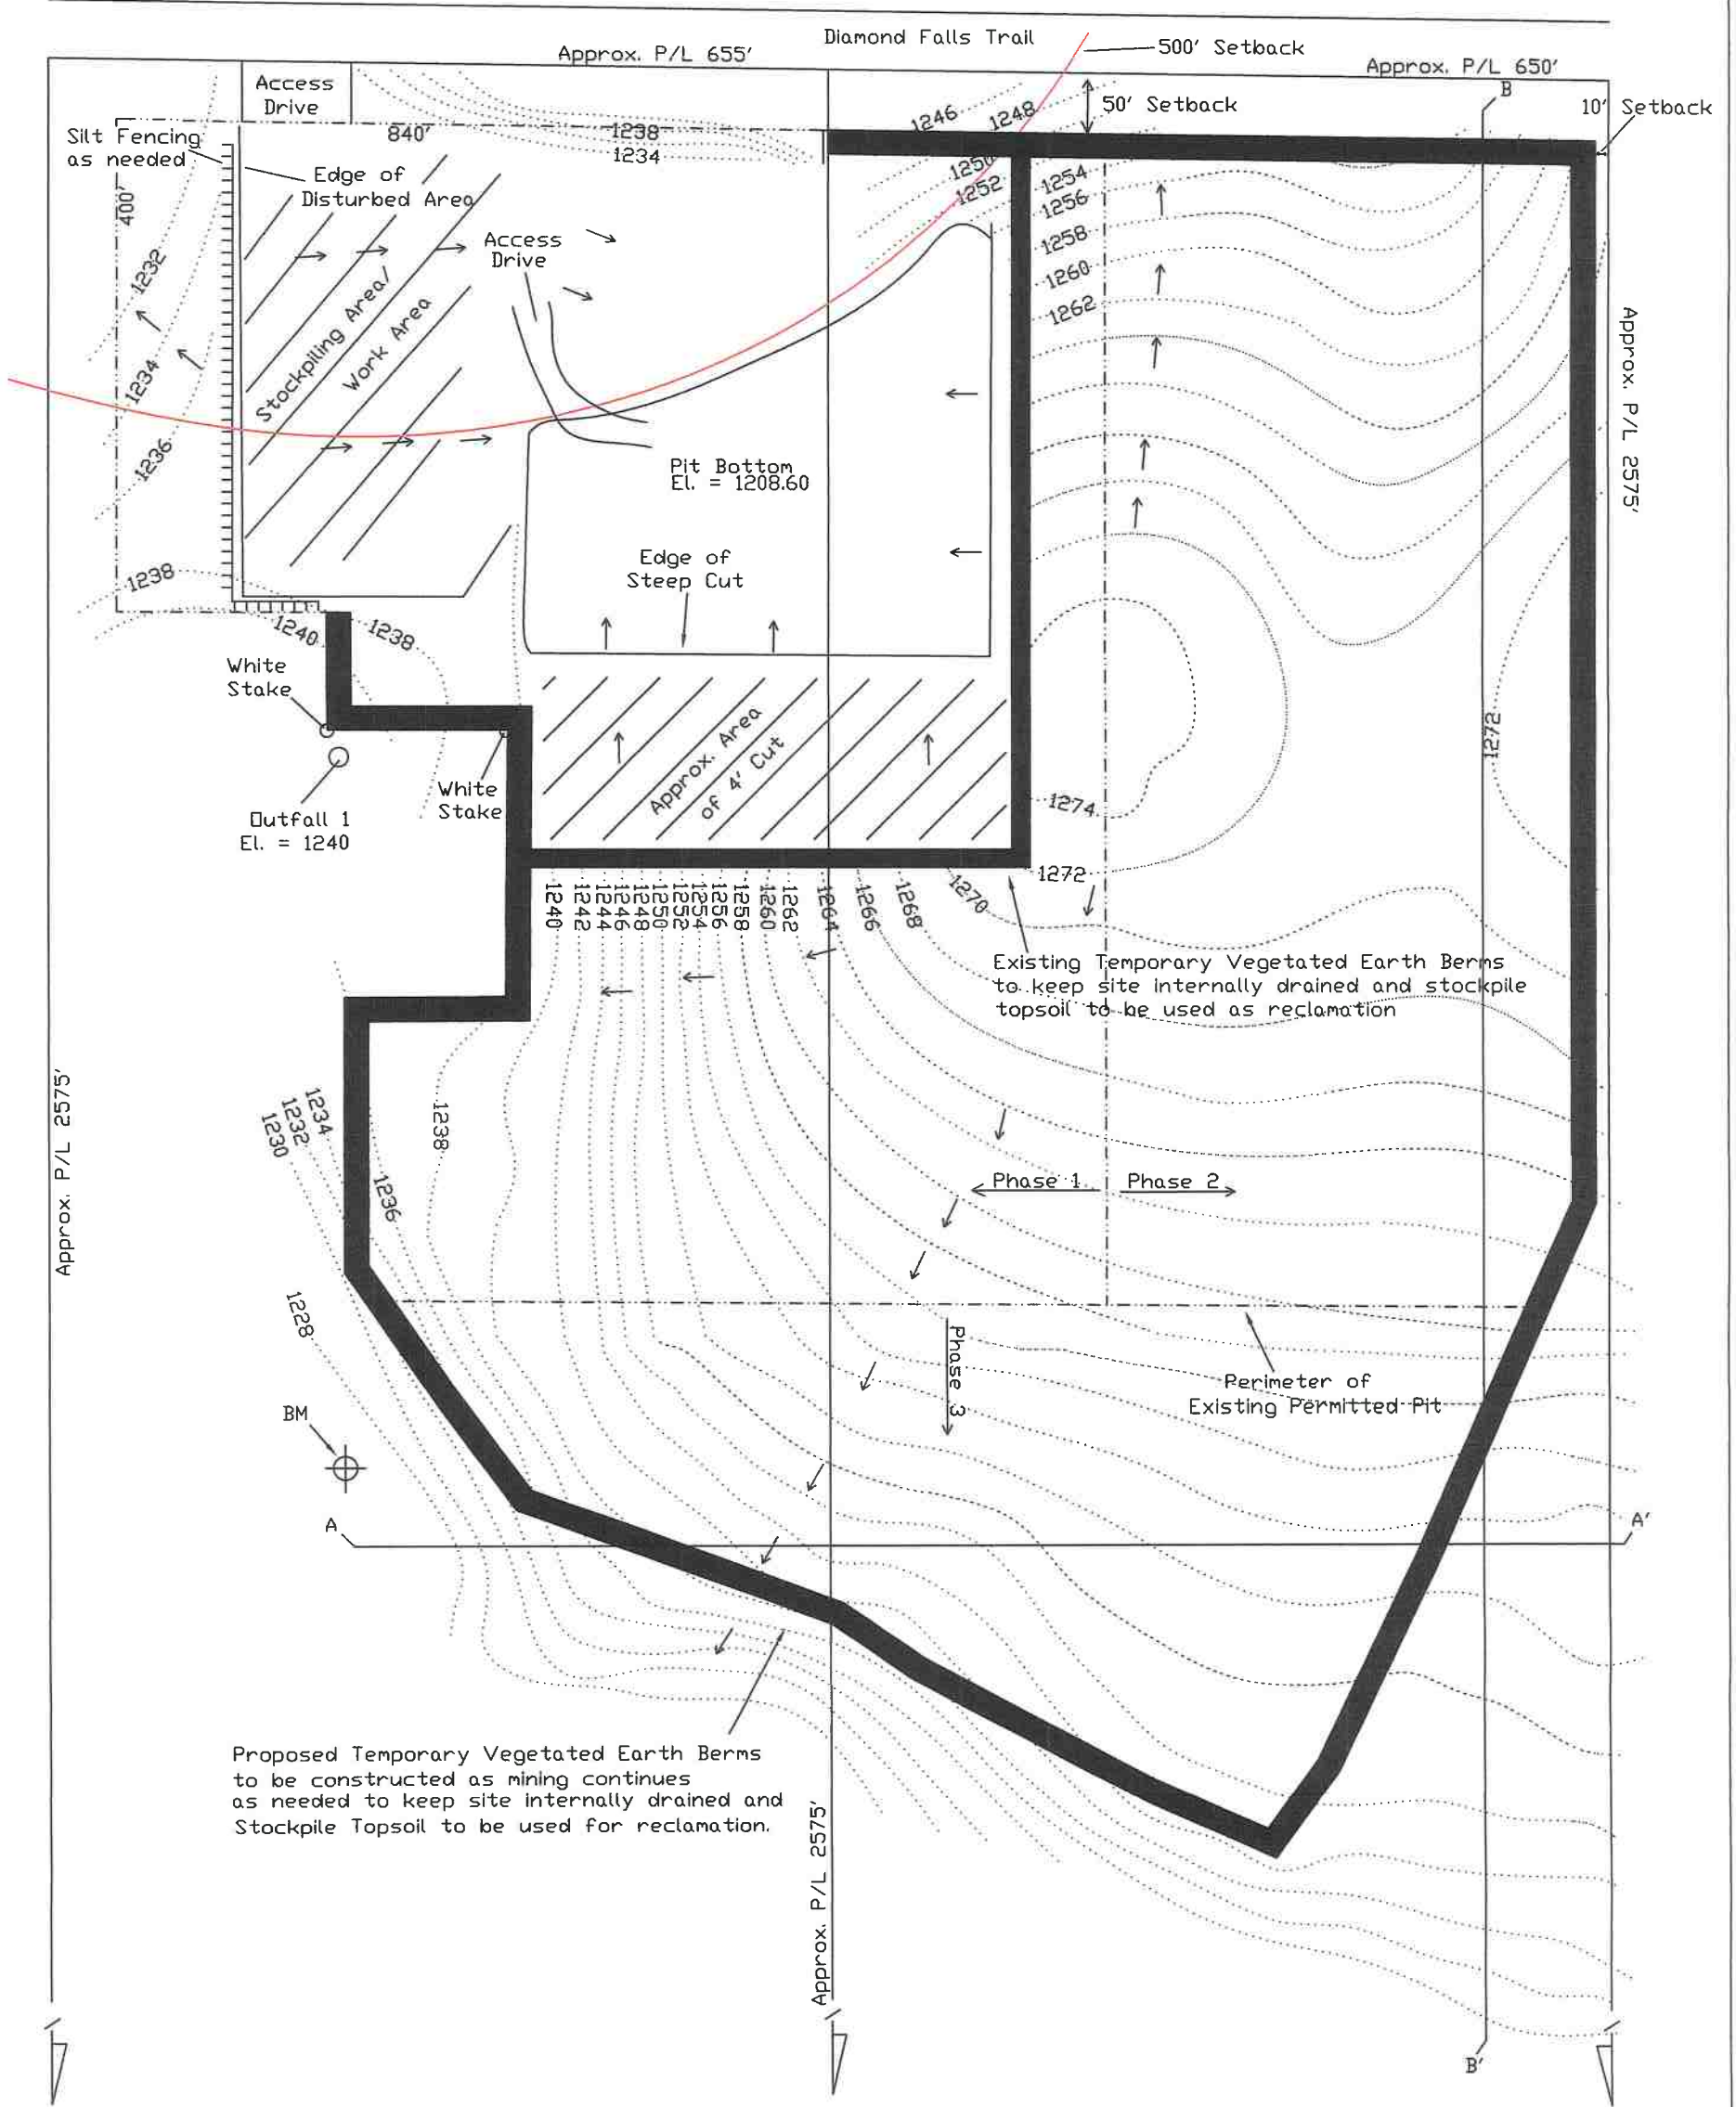 Diamond Falls Trail
Approx. P/L 655'
500' Setback
Approx. P/L 650'
Access
Drive
50' Setback
B
10' Setback
Silt Fencing
as needed
840'
1238
1234
1246
1248
1250
1252
1254
1256
1258
1260
1262
400'
Edge of
Disturbed Area
Access
Drive
1232
1234
1236
1238
Stockpiling Area/
Work Area
Approx. P/L 2575'
Pit Bottom
El. = 1208.60
Edge of
Steep Cut
1240
1238
White
Stake
White
Stake
Outfall 1
El. = 1240
Approx. Area
of 4' Cut
1272
1274
1272
1240
1242
1244
1246
1248
1250
1252
1254
1256
1258
1260
1262
1264
1266
1268
1270
Existing Temporary Vegetated Earth Berms
to keep site internally drained and stockpile
topsoil to be used as reclamation
Approx. P/L 2575'
1234
1232
1230
1238
1236
Phase 1
Phase 2
1228
Phase 3
Perimeter of
Existing Permitted Pit
BM
A
A'
Proposed Temporary Vegetated Earth Berms
to be constructed as mining continues
as needed to keep site internally drained and
Stockpile Topsoil to be used for reclamation.
Approx. P/L 2575'
B'